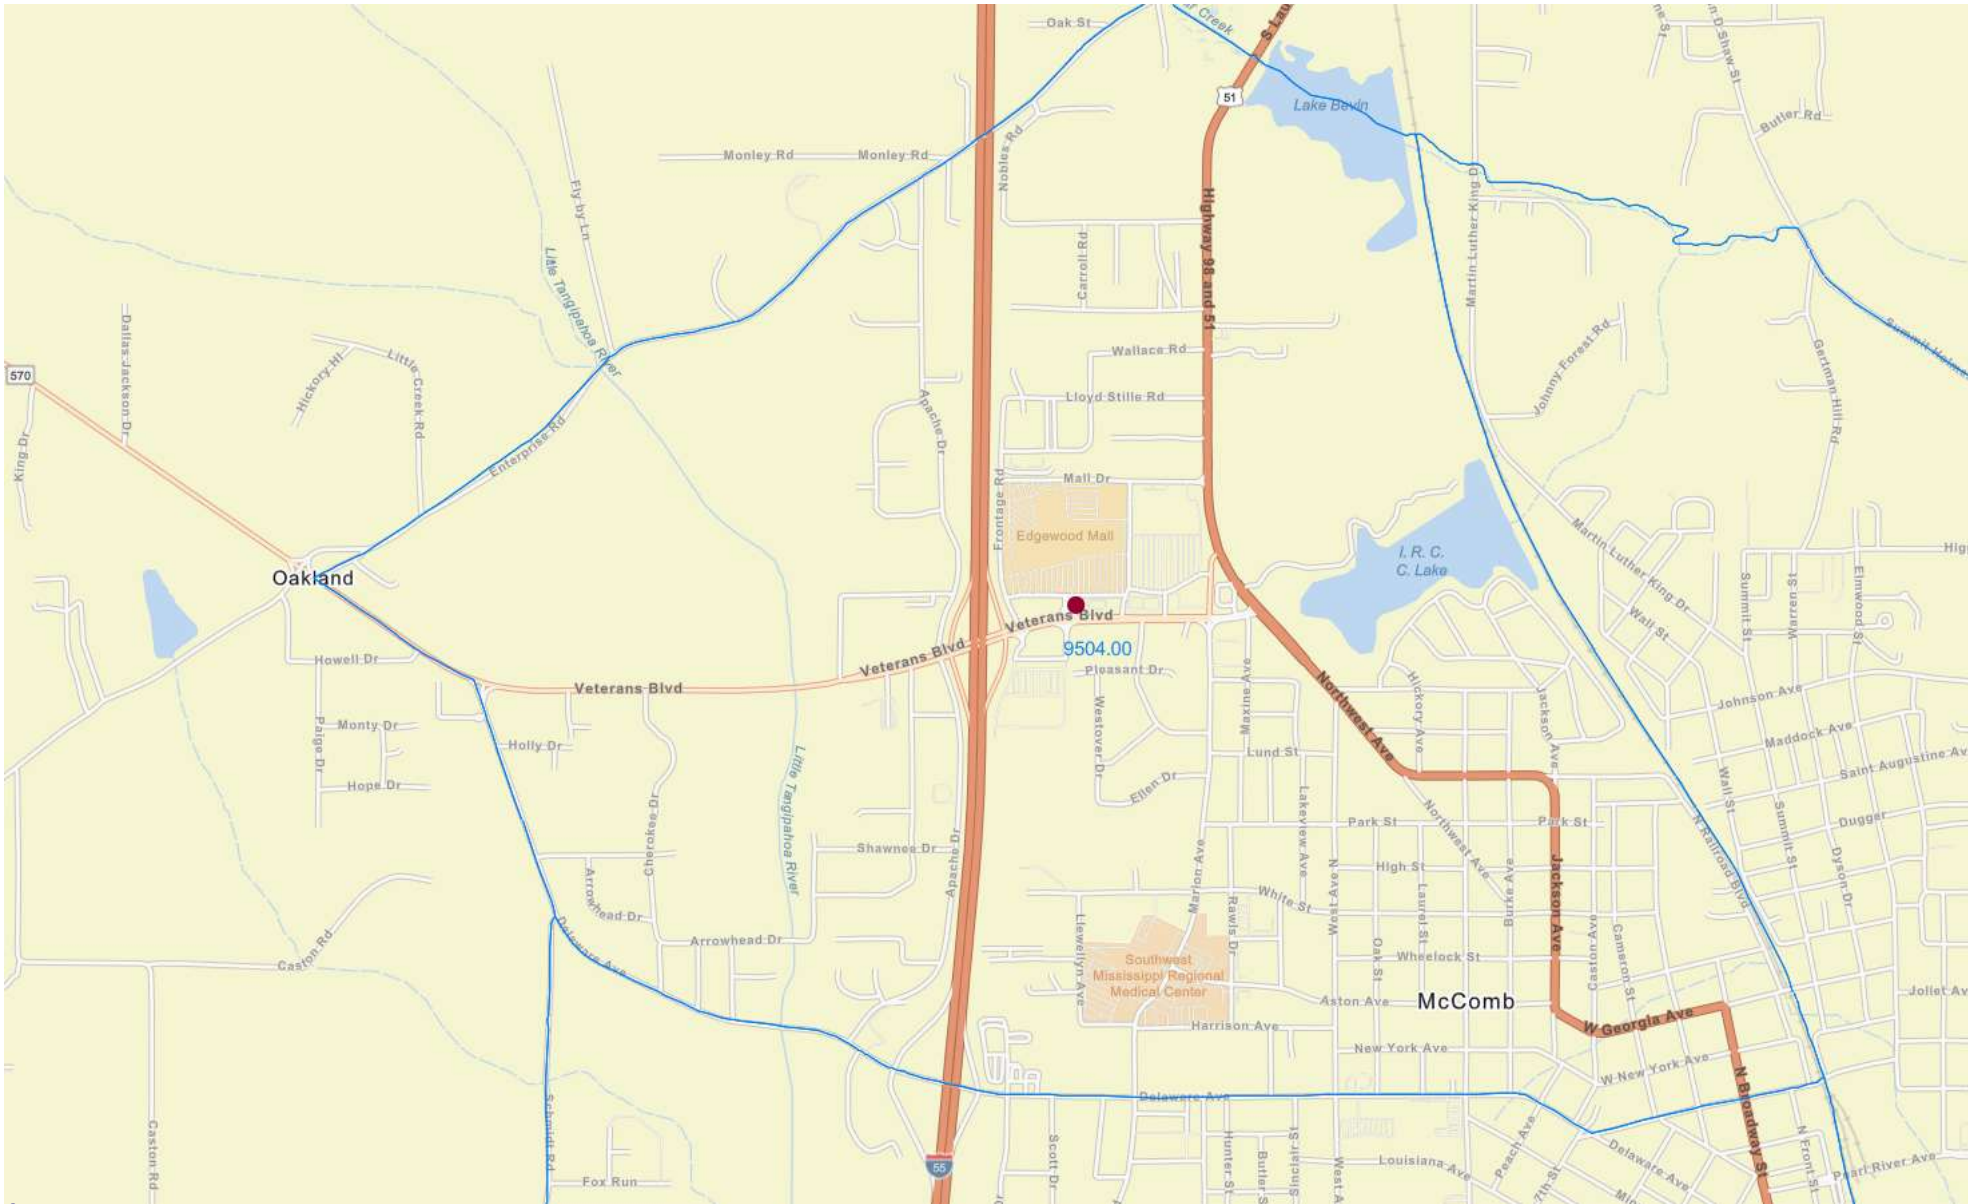 Oak St
Creek
51
Lake Bevin
Butler Rd
Monley Rd
Monley Rd
Nobles Rd
Fly by Ln
Highway 98 and 51
Martin Luther King D
Carroll Rd
Little Tangipahoa River
Dallas Jackson Dr
Summit Holme
Johnny Forest Rd
Gertman Hill Rd
Wallace Rd
570
Hickory Hl
Little Creek Rd
Lloyd Stille Rd
Apache Dr
King Dr
Enterprise Rd
Mall Dr
Frontage Rd
Edgewood Mall
I. R. C.
C. Lake
Martin Luther King Dr
Oakland
Summit St
Warren St
Elmwood St
Veterans Blvd
Wall St
9504.00
Veterans Blvd
Howell Dr
Pleasant Dr
Veterans Blvd
Maxine Ave
Northwest Ave
Hickory Ave
Jackson Ave
Johnson Ave
Westover Dr
Paige Dr
Monty Dr
Holly Dr
Lund St
Maddock Ave
Saint Augustine Av
Hope Dr
Ellen Dr
Little Tangipahoa River
Lakeview Ave
Wall St
Cherokee Dr
Park St
Northwest Ave
Park St
Summit St
Dugger
N Railroad Blvd
Shawnee Dr
Apache Dr
High St
Dyson Dr
Marion Ave
White St
N West Ave
Laurel St
Burke Ave
Jackson Ave
Arrowhead Dr
Rawls Dr
Llewellyn Ave
Arrowhead Dr
Delaware Ave
Caston Rd
Oak St
Wheelock St
Caston Ave
Cameron St
Southwest
Mississippi Regional
Medical Center
Aston Ave
McComb
Joliet Av
W Georgia Ave
Harrison Ave
New York Ave
W New York Ave
Delaware Ave
N Broadway St
Schmidt Rd
Caston Rd
Scott Dr
Hunter St
Butler S
Sinclair St
West A
Louisiana Ave
Peach Ave
7th St
Delaware Ave
N Front St
Pearl River Ave
55
Fox Run